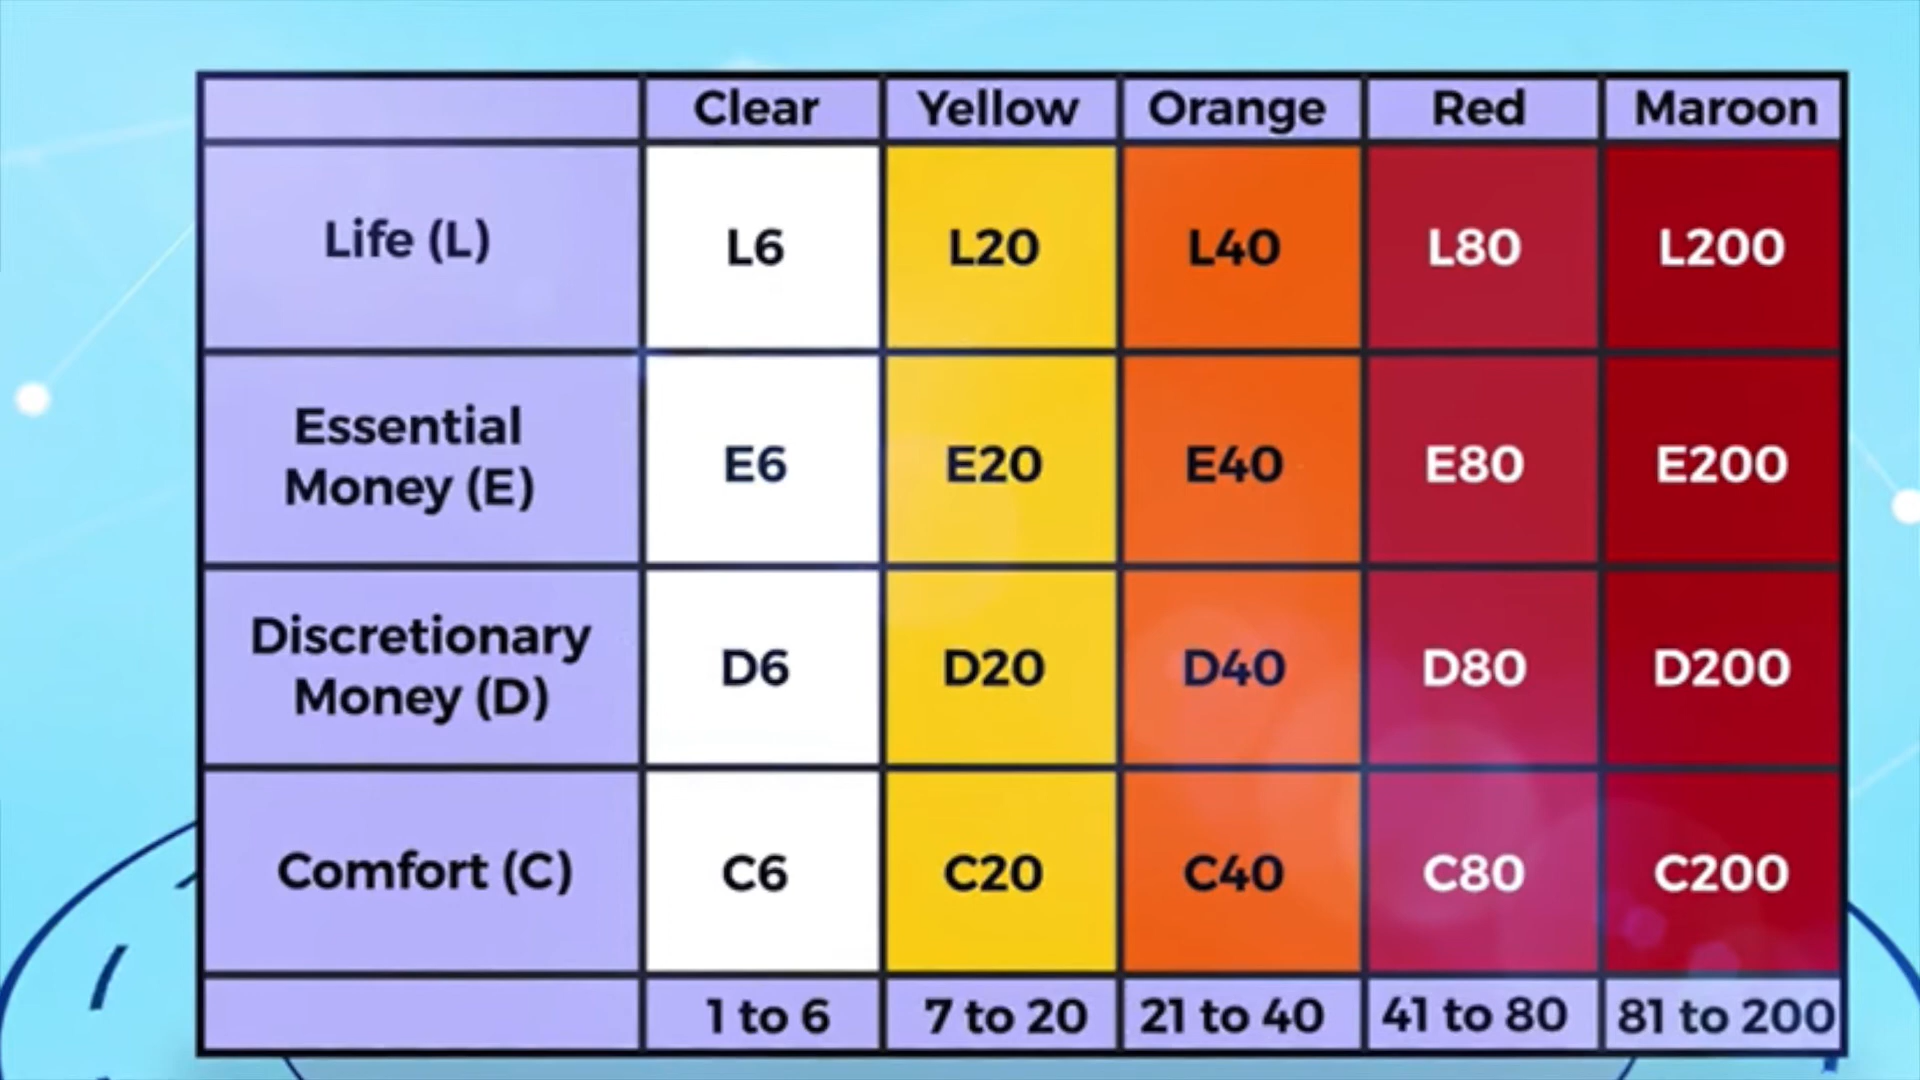 Clear Yellow Orange Red Maroon
Life (L) L6 L20 L40 L80 L200
Essential
Money (E) E6 E20 E40 E80 E200
Discretionary
Money (D) D6 D20 D40 D80 D200
Comfort (C) C6 C20 C40 C80 C200
1 to 6 7 to 20 21 to 40 41 to 80 81 to 200